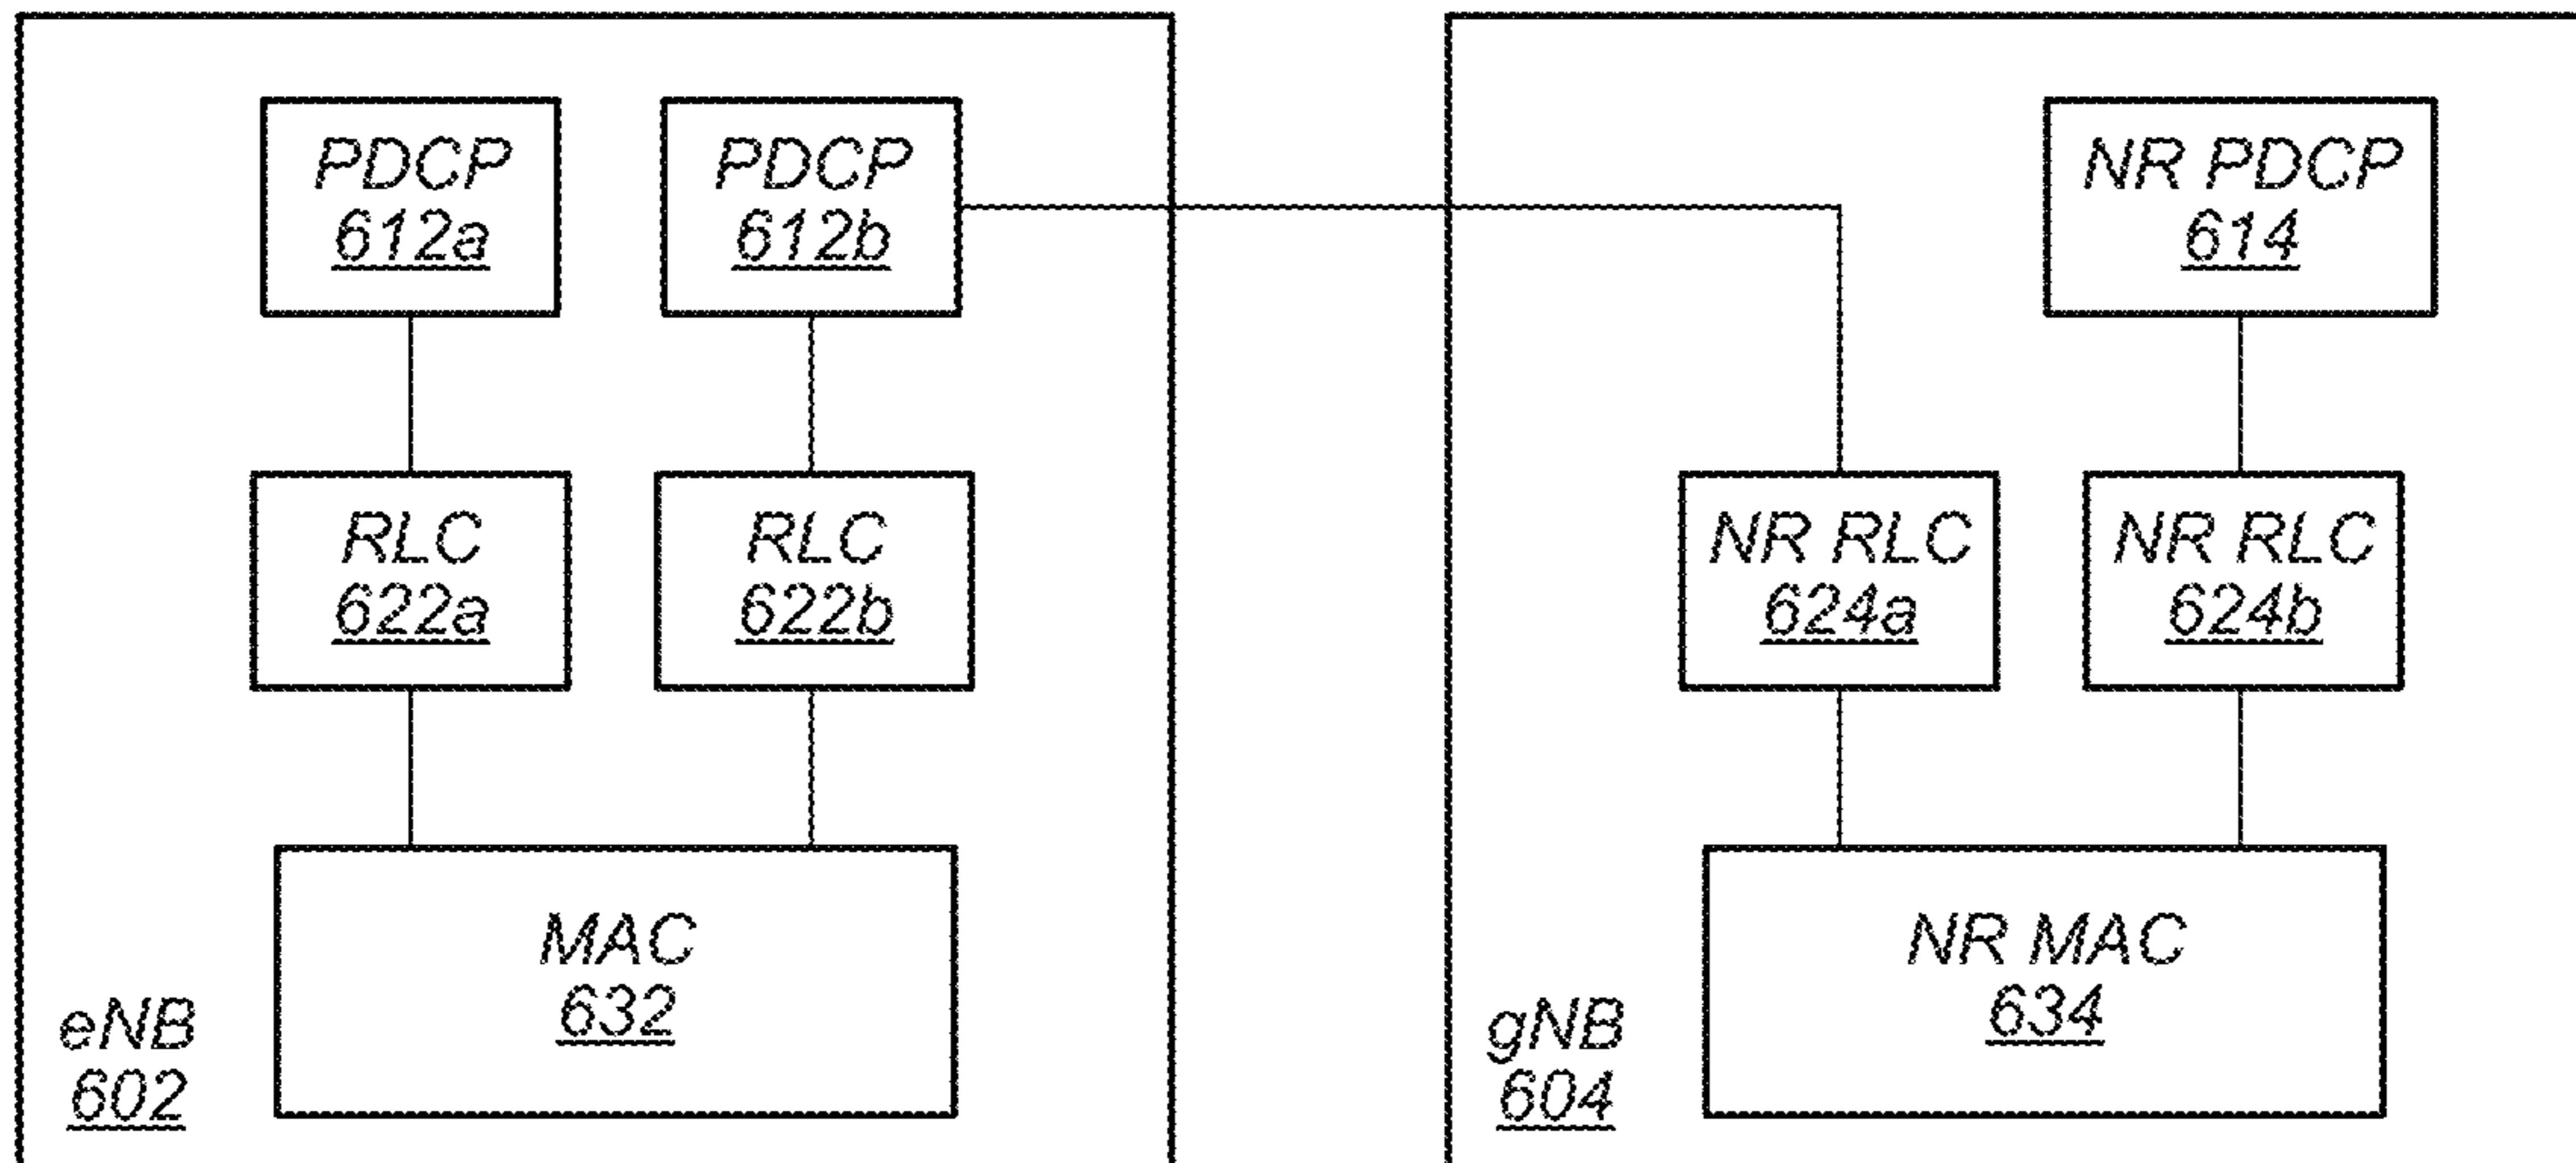 PDCP
612a
PDCP
612b
NR PDCP
614
RLC
622a
RLC
622b
NR RLC
624a
NR RLC
624b
MAC
632
NR MAC
634
eNB
602
gNB
604